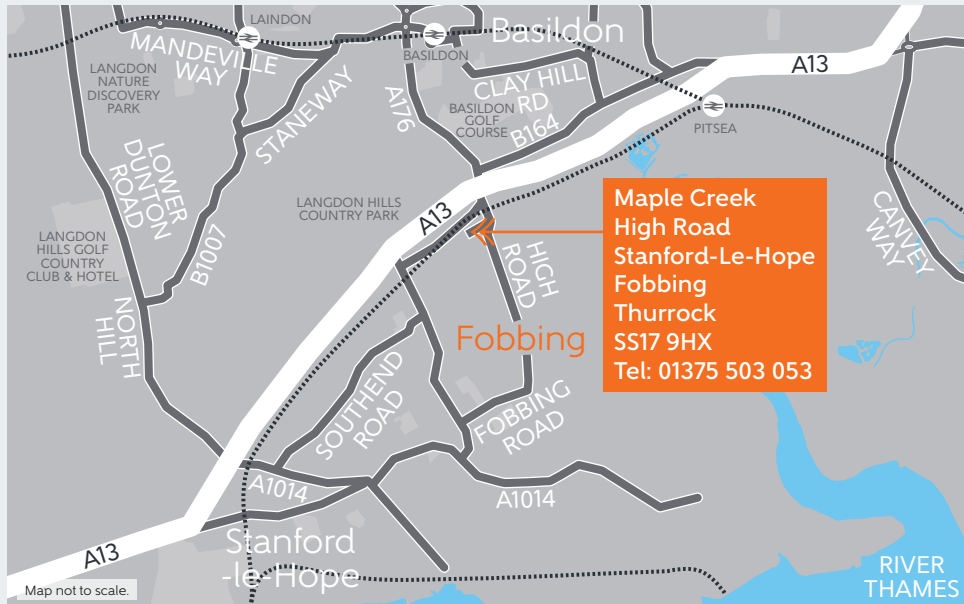 LAINDON
MANDEVILLE
WAY
BASILDON
Basildon
A13
LANGDON
NATURE
DISCOVERY
PARK
STANEWAY
A176
CLAY HILL
RD
BASILDON
GOLF
COURSE
B164
PITSEA
LOWER
DUNTON
ROAD
LANGDON HILLS
COUNTRY PARK
A13
LANGDON
HILLS GOLF
COUNTRY
CLUB & HOTEL
B1007
NORTH
HILL
HIGH
ROAD
Maple Creek
High Road
Stanford-Le-Hope
Fobbing
Thurrock
SS17 9HX
Tel: 01375 503 053
CANVEY
WAY
Fobbing
SOUTHEND
ROAD
FOBBING
ROAD
A1014
A1014
A13
Stanford
-le-Hope
RIVER
THAMES
Map not to scale.